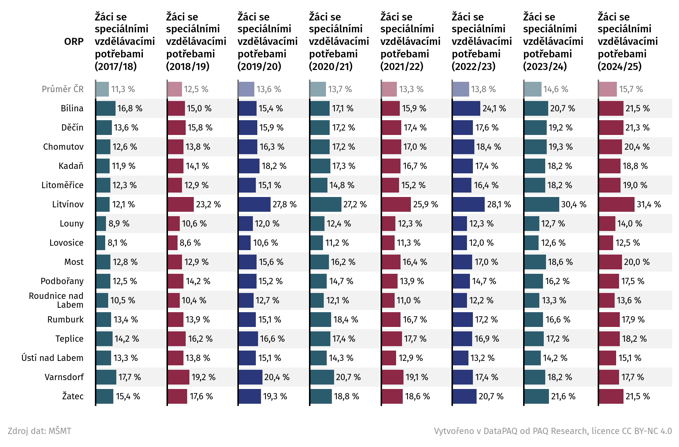 ORP Žáci se speciálními vzdělávacími potřebami (2017/18) Žáci se speciálními vzdělávacími potřebami (2018/19) Žáci se speciálními vzdělávacími potřebami (2019/20) Žáci se speciálními vzdělávacími potřebami (2020/21) Žáci se speciálními vzdělávacími potřebami (2021/22) Žáci se speciálními vzdělávacími potřebami (2022/23) Žáci se speciálními vzdělávacími potřebami (2023/24) Žáci se speciálními vzdělávacími potřebami (2024/25)
Průměr ČR 11,3 % 12,5 % 13,6 % 13,7 % 13,3 % 13,8 % 14,6 % 15,7 %
Bílina 16,8 % 15,0 % 15,4 % 17,1 % 15,9 % 24,1 % 20,7 % 21,5 %
Děčín 13,6 % 15,8 % 15,9 % 17,2 % 17,4 % 17,6 % 19,2 % 21,3 %
Chomutov 12,6 % 13,8 % 16,3 % 17,2 % 17,0 % 18,4 % 19,3 % 20,4 %
Kadaň 11,9 % 14,1 % 18,2 % 17,3 % 16,7 % 17,4 % 18,2 % 18,8 %
Litoměřice 12,3 % 12,9 % 15,1 % 14,8 % 15,2 % 16,4 % 18,2 % 19,0 %
Litvínov 12,1 % 23,2 % 27,8 % 27,2 % 25,9 % 28,1 % 30,4 % 31,4 %
Louny 8,9 % 10,6 % 12,0 % 12,4 % 12,3 % 12,3 % 12,7 % 14,0 %
Lovosice 8,1 % 8,6 % 10,6 % 11,2 % 11,3 % 12,0 % 12,6 % 12,5 %
Most 12,8 % 12,9 % 15,6 % 16,2 % 16,4 % 17,0 % 18,6 % 20,0 %
Podbořany 12,5 % 14,2 % 15,2 % 14,7 % 13,9 % 14,7 % 16,2 % 17,5 %
Roudnice nad Labem 10,5 % 10,4 % 12,7 % 12,1 % 11,0 % 12,2 % 13,3 % 13,6 %
Rumburk 13,4 % 13,9 % 15,1 % 18,4 % 16,7 % 17,2 % 16,6 % 17,9 %
Teplice 14,2 % 16,2 % 16,6 % 17,4 % 17,7 % 16,9 % 17,2 % 18,2 %
Ústí nad Labem 13,3 % 13,8 % 15,1 % 14,3 % 12,9 % 13,2 % 14,2 % 15,1 %
Varnsdorf 17,7 % 19,2 % 20,4 % 20,7 % 19,1 % 17,4 % 18,2 % 17,7 %
Žatec 15,4 % 17,6 % 19,3 % 18,8 % 18,6 % 20,7 % 21,6 % 21,5 %
Zdroj dat: MŠMT Vytvořeno v DataPAQ od PAQ Research, licence CC BY-NC 4.0